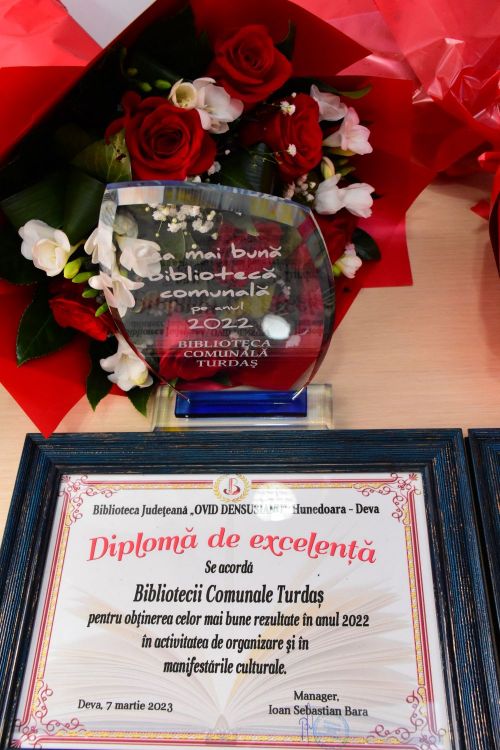 Cea mai bună
bibliotecă
comunală
pe anul
2022
BIBLIOTECA
COMUNALĂ
TURDAȘ
Biblioteca Județeană „OVID DENSUSIANU” Hunedoara - Deva
Diplomă de excelență
Se acordă
Bibliotecii Comunale Turdaș
pentru obținerea celor mai bune rezultate în anul 2022
în activitatea de organizare și în
manifestările culturale.
Deva, 7 martie 2023
Manager,
Ioan Sebastian Bara